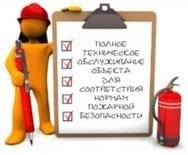 ПОЛНОЕ
ТЕХНИЧЕСКОЕ
ОБСЛУЖИВАНИЕ
ОБЪЕКТА
ДЛЯ
СООТВЕТСТВИЯ
НОРМАМ
ПОЖАРНОЙ
БЕЗОПАСНОСТИ